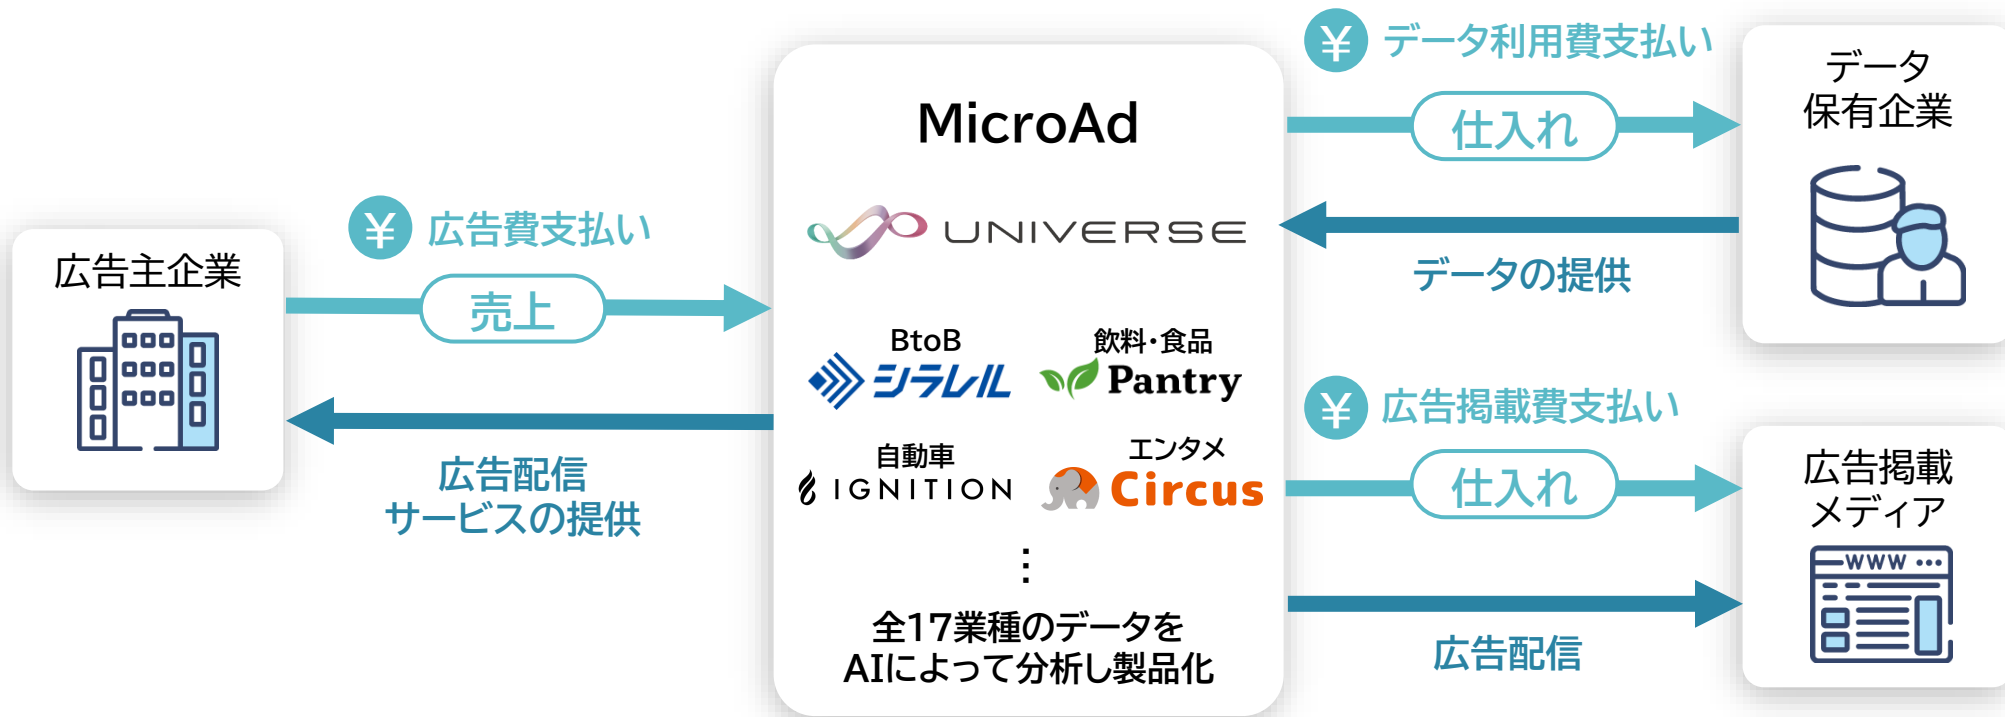 広告主企業
¥ 広告費支払い
売上
広告配信
サービスの提供
MicroAd
UNIVERSE
BtoB
シラレル
飲料・食品
Pantry
自動車
IGNITION
エンタメ
Circus
⋮
全17業種のデータを
AIによって分析し製品化
¥ データ利用費支払い
仕入れ
データの提供
データ
保有企業
¥ 広告掲載費支払い
仕入れ
広告配信
広告掲載
メディア
WWW